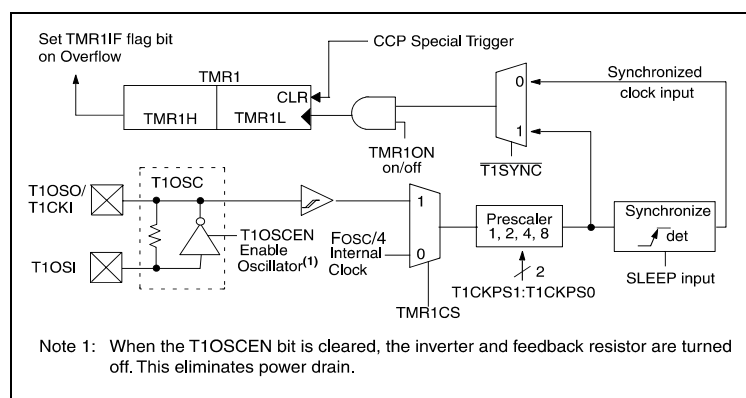 Set TMR1IF flag bit
on Overflow
TMR1
TMR1H
TMR1L
CLR
CCP Special Trigger
TMR1ON
on/off
0
1
T1SYNC
Synchronized
clock input
T1OSO/
T1CKI
T1OSI
T1OSC
T1OSCEN
Enable
Oscillator(1)
FOSC/4
Internal
Clock
1
0
TMR1CS
Prescaler
1, 2, 4, 8
2
T1CKPS1:T1CKPS0
Synchronize
det
SLEEP input
Note 1: When the T1OSCEN bit is cleared, the inverter and feedback resistor are turned
off. This eliminates power drain.